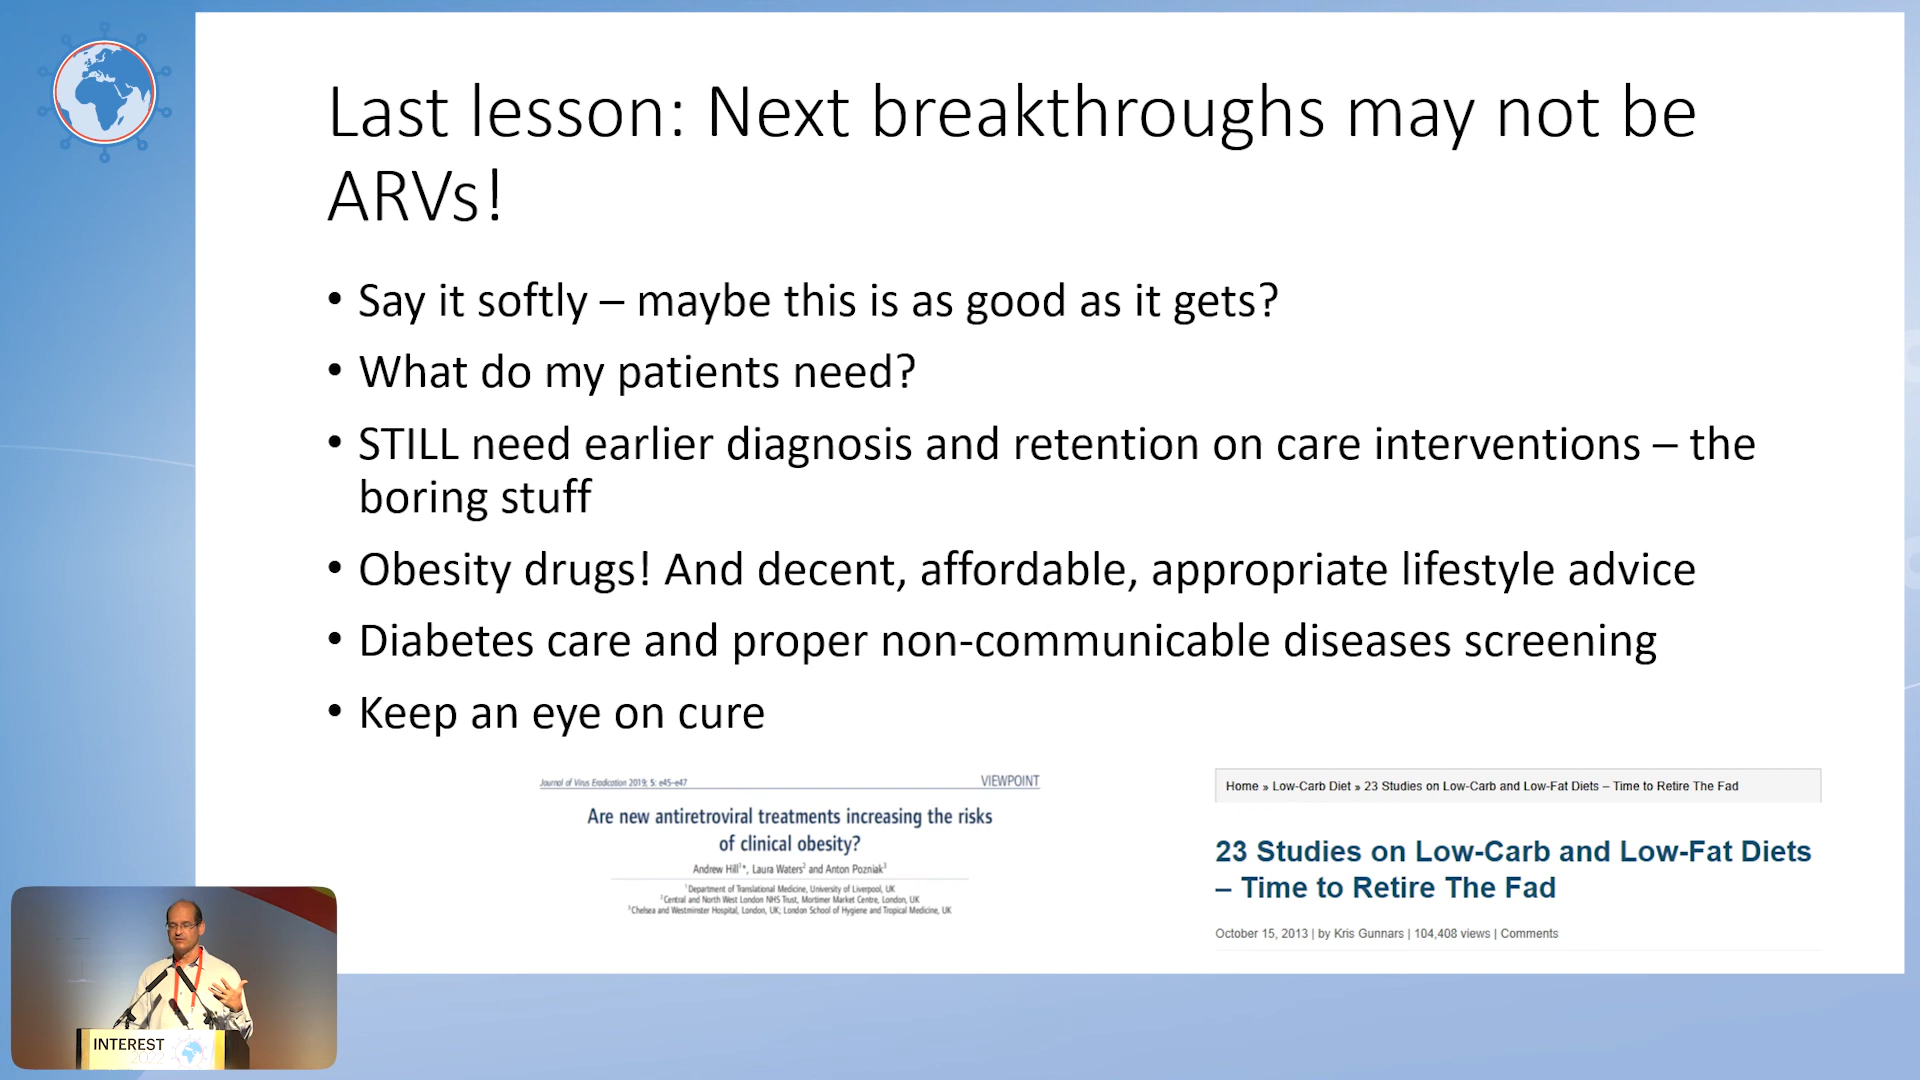 Last lesson: Next breakthroughs may not be
ARVs!
• Say it softly – maybe this is as good as it gets?
• What do my patients need?
• STILL need earlier diagnosis and retention on care interventions – the
boring stuff
• Obesity drugs! And decent, affordable, appropriate lifestyle advice
• Diabetes care and proper non-communicable diseases screening
• Keep an eye on cure
Journal of Virus Eradication 2019; 5: e45–e47
VIEWPOINT
Are new antiretroviral treatments increasing the risks
of clinical obesity?
Andrew Hill1*, Laura Waters2 and Anton Pozniak3
1 Department of Translational Medicine, University of Liverpool, UK
2 Central and North West London NHS Trust, Mortimer Market Centre, London, UK
3 Chelsea and Westminster Hospital, London, UK; London School of Hygiene and Tropical Medicine, UK
Home » Low-Carb Diet » 23 Studies on Low-Carb and Low-Fat Diets – Time to Retire The Fad
23 Studies on Low-Carb and Low-Fat Diets
– Time to Retire The Fad
October 15, 2013 | by Kris Gunnars | 104,408 views | Comments
INTEREST
2022